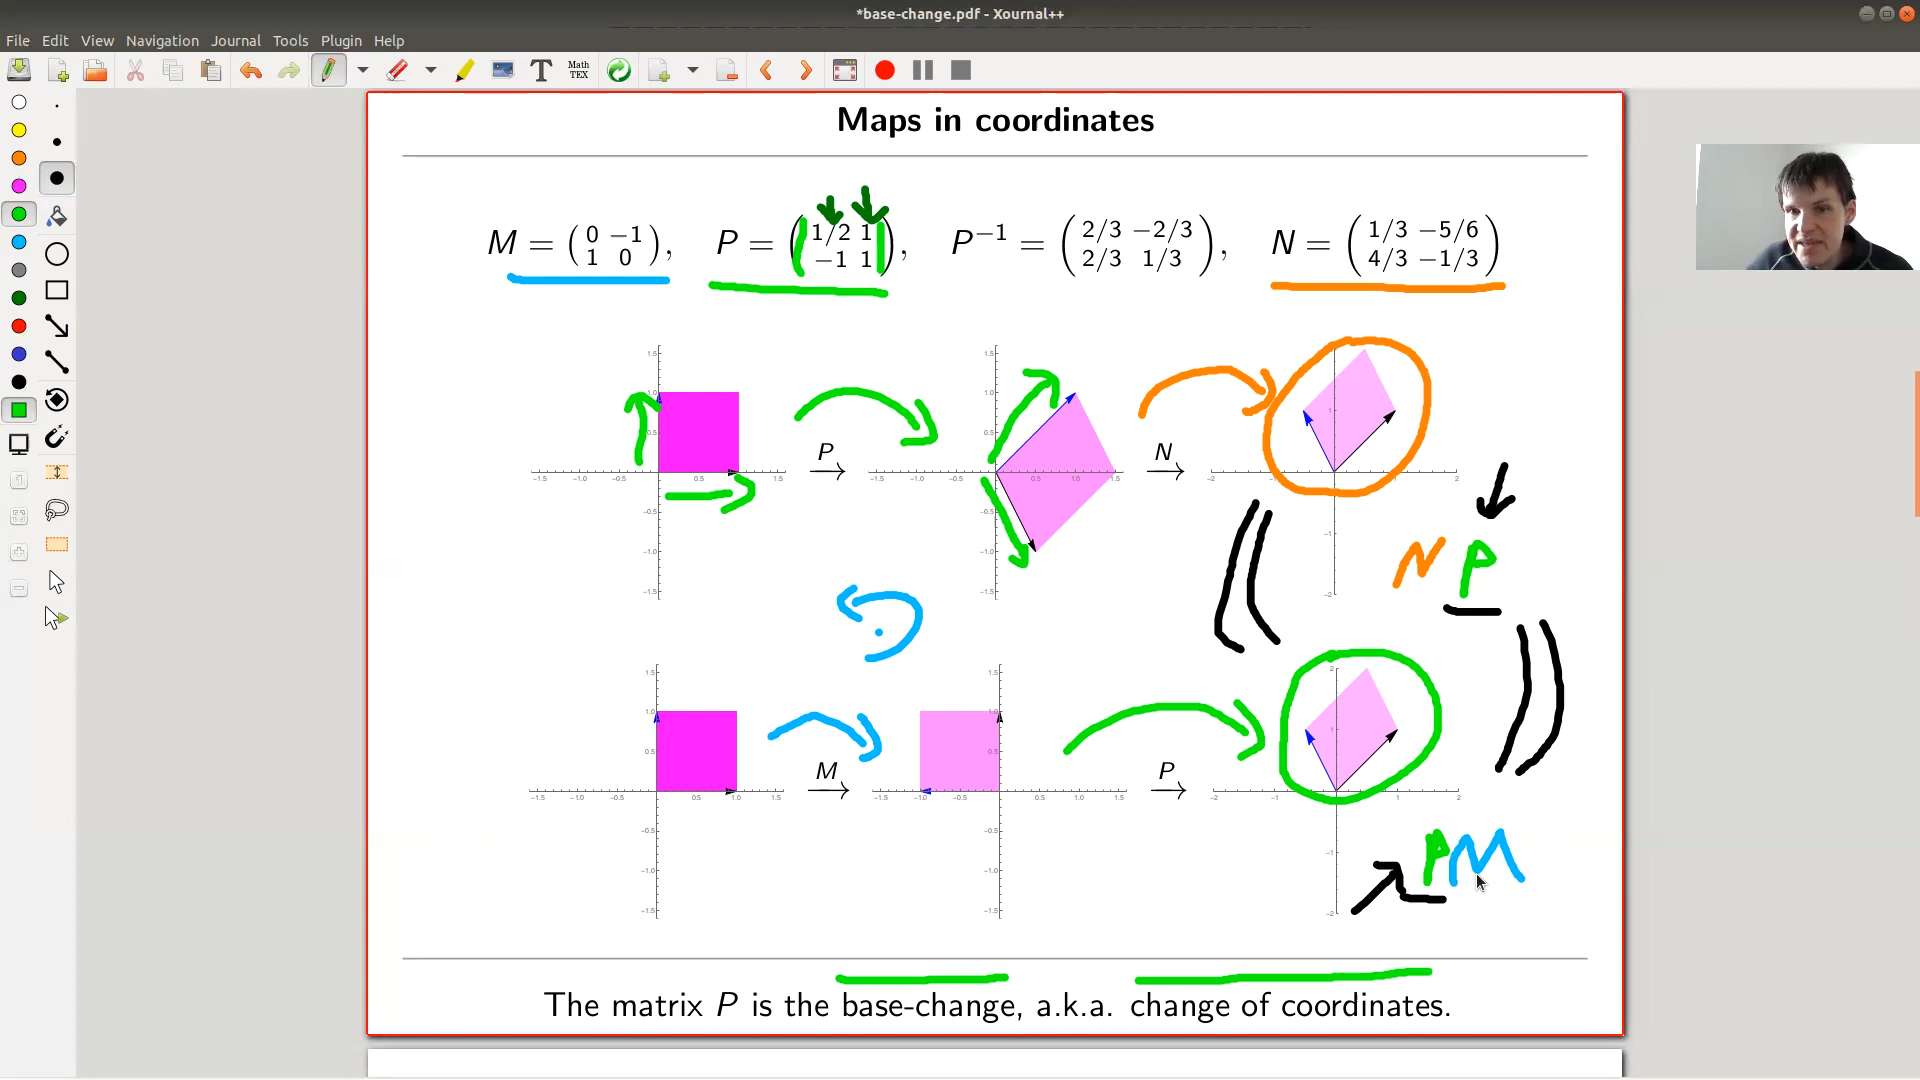 *base-change.pdf - Xournal++
File Edit View Navigation Journal Tools Plugin Help
T Math TEX
Maps in coordinates
M = ( 0 −1 ), P = ( 1/2 1 ), P⁻¹ = ( 2/3 −2/3 ), N = ( 1/3 −5/6 )
1 0 −1 1 2/3 1/3 4/3 −1/3
P N
N P
M P
P M
The matrix P is the base-change, a.k.a. change of coordinates.